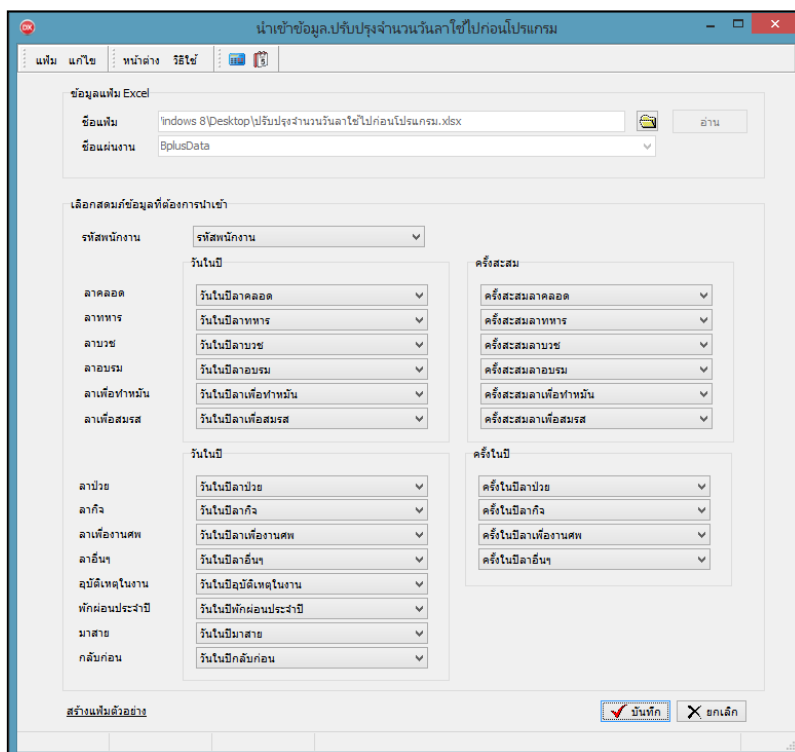 นำเข้าข้อมูล.ปรับปรุงจำนวนวันลาใช้ไปก่อนโปรแกรม
แฟ้ม แก้ไข หน้าต่าง วิธีใช้
ข้อมูลแฟ้ม Excel
ชื่อแฟ้ม 'indows 8\Desktop\ปรับปรุงจำนวนวันลาใช้ไปก่อนโปรแกรม.xlsx อ่าน
ชื่อแผ่นงาน BplusData
เลือกสดมภ์ข้อมูลที่ต้องการนำเข้า
รหัสพนักงาน รหัสพนักงาน
วันในปี ครั้งสะสม
ลาคลอด วันในปีลาคลอด ครั้งสะสมลาคลอด
ลาทหาร วันในปีลาทหาร ครั้งสะสมลาทหาร
ลาบวช วันในปีลาบวช ครั้งสะสมลาบวช
ลาอบรม วันในปีลาอบรม ครั้งสะสมลาอบรม
ลาเพื่อทำหมัน วันในปีลาเพื่อทำหมัน ครั้งสะสมลาเพื่อทำหมัน
ลาเพื่อสมรส วันในปีลาเพื่อสมรส ครั้งสะสมลาเพื่อสมรส
วันในปี ครั้งในปี
ลาป่วย วันในปีลาป่วย ครั้งในปีลาป่วย
ลากิจ วันในปีลากิจ ครั้งในปีลากิจ
ลาเพื่องานศพ วันในปีลาเพื่องานศพ ครั้งในปีลาเพื่องานศพ
ลาอื่นๆ วันในปีลาอื่นๆ ครั้งในปีลาอื่นๆ
อุบัติเหตุในงาน วันในปีอุบัติเหตุในงาน
พักผ่อนประจำปี วันในปีพักผ่อนประจำปี
มาสาย วันในปีมาสาย
กลับก่อน วันในปีกลับก่อน
สร้างแฟ้มตัวอย่าง บันทึก ยกเลิก